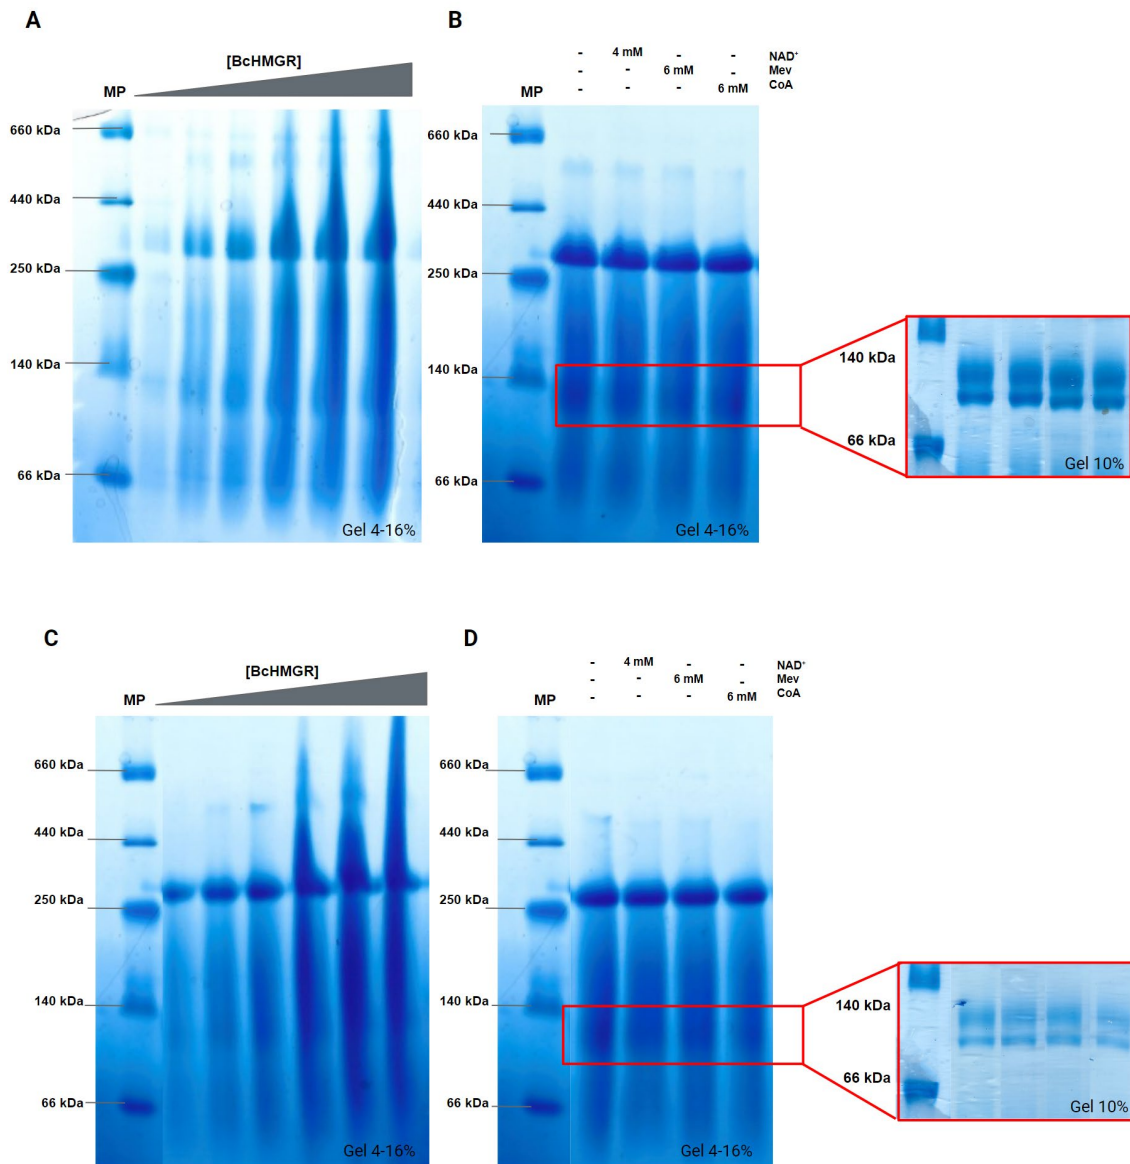 A
[BcHMGR]
MP
660 kDa
440 kDa
250 kDa
140 kDa
66 kDa
Gel 4-16%
B
- 4 mM - - NAD+
- - 6 mM - Mev
- - - 6 mM CoA
MP
660 kDa
440 kDa
250 kDa
140 kDa
66 kDa
Gel 4-16%
140 kDa
66 kDa
Gel 10%
C
[BcHMGR]
MP
660 kDa
440 kDa
250 kDa
140 kDa
66 kDa
Gel 4-16%
D
- 4 mM - - NAD+
- - 6 mM - Mev
- - - 6 mM CoA
MP
660 kDa
440 kDa
250 kDa
140 kDa
66 kDa
Gel 4-16%
140 kDa
66 kDa
Gel 10%